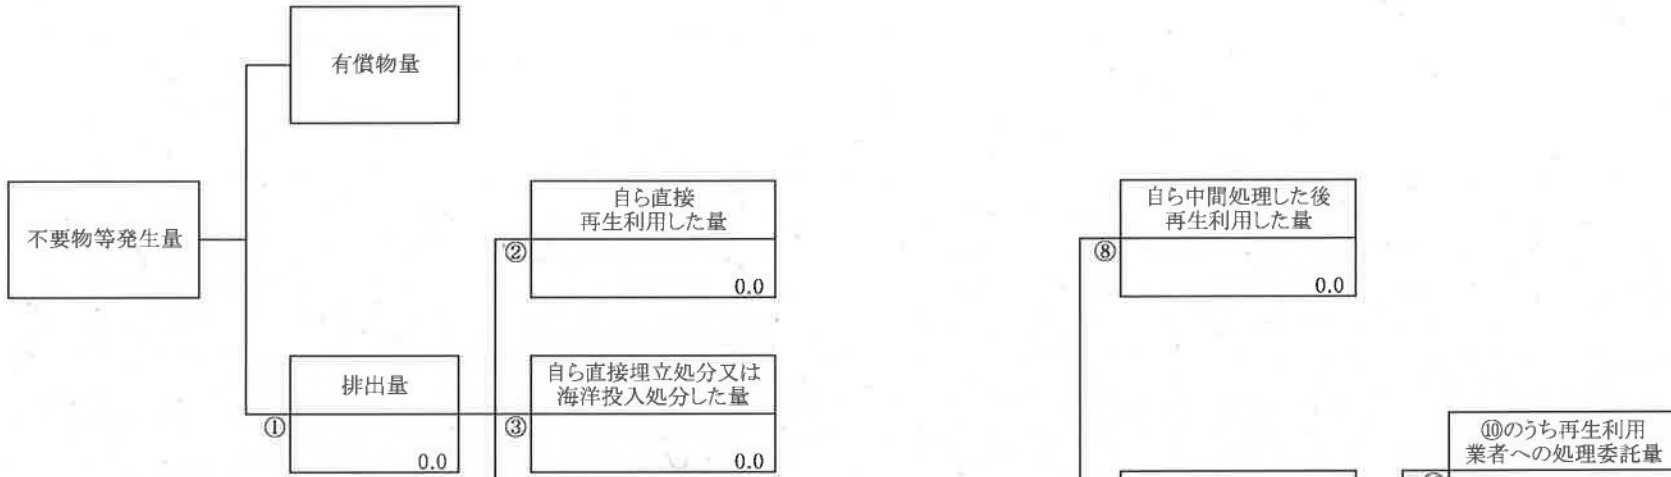 有償物量
不要物等発生量
自ら直接
再生利用した量
②
0.0
自ら中間処理した後
再生利用した量
⑧
0.0
排出量
①
0.0
自ら直接埋立処分又は
海洋投入処分した量
③
0.0
⑩のうち再生利用
業者への処理委託量